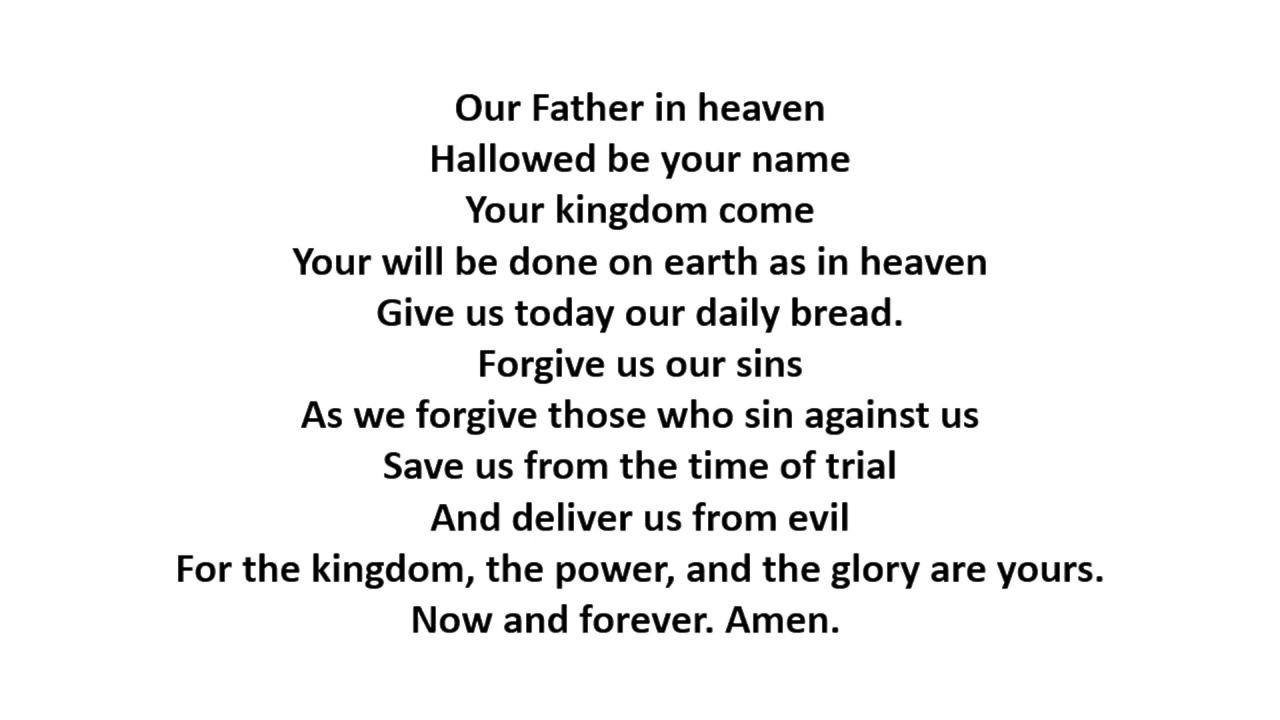 Our Father in heaven
Hallowed be your name
Your kingdom come
Your will be done on earth as in heaven
Give us today our daily bread.
Forgive us our sins
As we forgive those who sin against us
Save us from the time of trial
And deliver us from evil
For the kingdom, the power, and the glory are yours.
Now and forever. Amen.